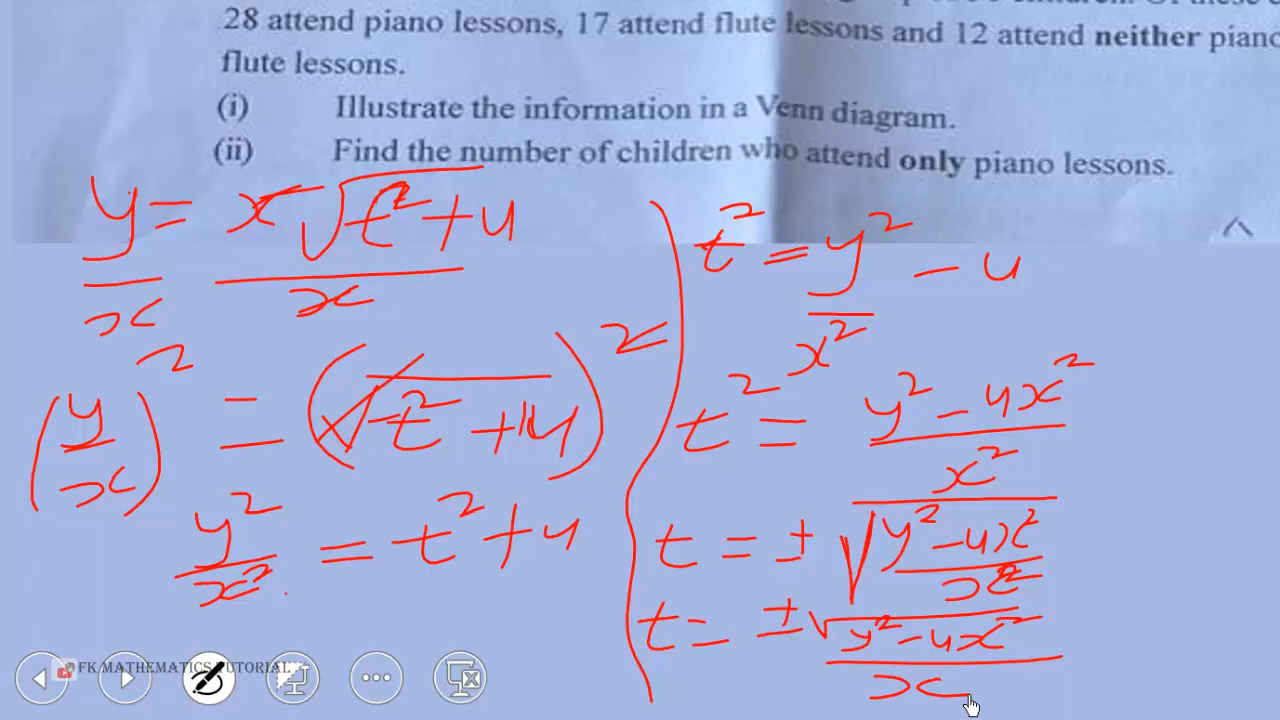 children. Of these
28 attend piano lessons, 17 attend flute lessons and 12 attend neither piano
flute lessons.
(i) Illustrate the information in a Venn diagram.
(ii) Find the number of children who attend only piano lessons.
y/x = x√(t²+4)/x
(y/x)² = (√(t²+4))²
y²/x² = t²+4
t² = y²/x² - 4
t² = (y²-4x²)/x²
t = ±√((y²-4x²)/x²)
t = ±√(y²-4x²)/x
FK MATHEMATICS TUTORIAL